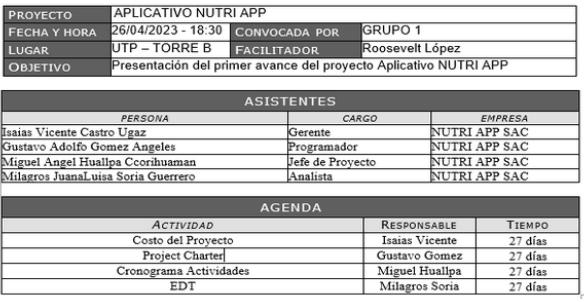 PROYECTO APLICATIVO NUTRI APP
FECHA Y HORA 26/04/2023 - 18:30 CONVOCADA POR GRUPO 1
LUGAR UTP – TORRE B FACILITADOR Roosevelt López
OBJETIVO Presentación del primer avance del proyecto Aplicativo NUTRI APP
ASISTENTES
PERSONA CARGO EMPRESA
Isaias Vicente Castro Ugaz Gerente NUTRI APP SAC
Gustavo Adolfo Gomez Angeles Programador NUTRI APP SAC
Miguel Angel Huallpa Ccorihuaman Jefe de Proyecto NUTRI APP SAC
Milagros JuanaLuisa Soria Guerrero Analista NUTRI APP SAC
AGENDA
ACTIVIDAD RESPONSABLE TIEMPO
Costo del Proyecto Isaias Vicente 27 días
Project Charter Gustavo Gomez 27 días
Cronograma Actividades Miguel Huallpa 27 días
EDT Milagros Soria 27 días